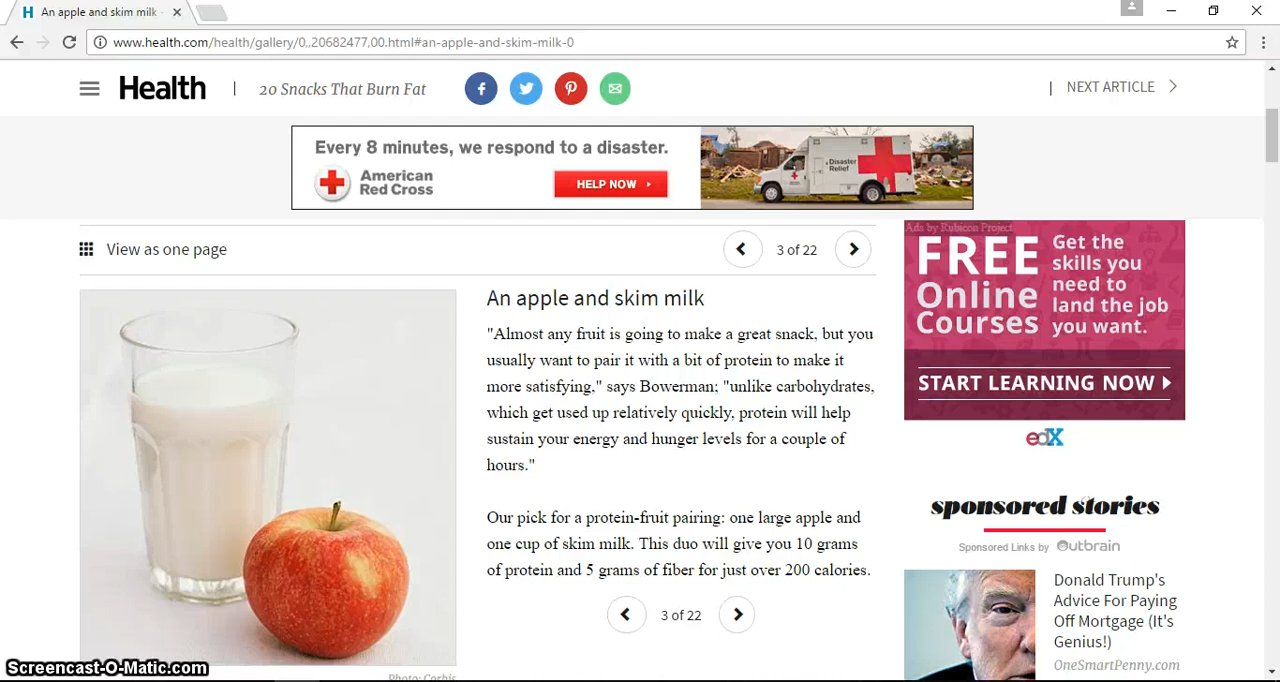 An apple and skim milk
www.health.com/health/gallery/0,,20682477,00.html#an-apple-and-skim-milk-0
Health | 20 Snacks That Burn Fat
| NEXT ARTICLE
Every 8 minutes, we respond to a disaster.
American
Red Cross
HELP NOW
Disaster
Relief
View as one page
3 of 22
Ads by Rubicon Project
FREE
Online
Courses
Get the
skills you
need to
land the job
you want.
START LEARNING NOW
edX
An apple and skim milk
"Almost any fruit is going to make a great snack, but you
usually want to pair it with a bit of protein to make it
more satisfying," says Bowerman; "unlike carbohydrates,
which get used up relatively quickly, protein will help
sustain your energy and hunger levels for a couple of
hours."
Our pick for a protein-fruit pairing: one large apple and
one cup of skim milk. This duo will give you 10 grams
of protein and 5 grams of fiber for just over 200 calories.
3 of 22
sponsored stories
Sponsored Links by Outbrain
Donald Trump's
Advice For Paying
Off Mortgage (It's
Genius!)
OneSmartPenny.com
Photo: Corbis
Screencast-O-Matic.com